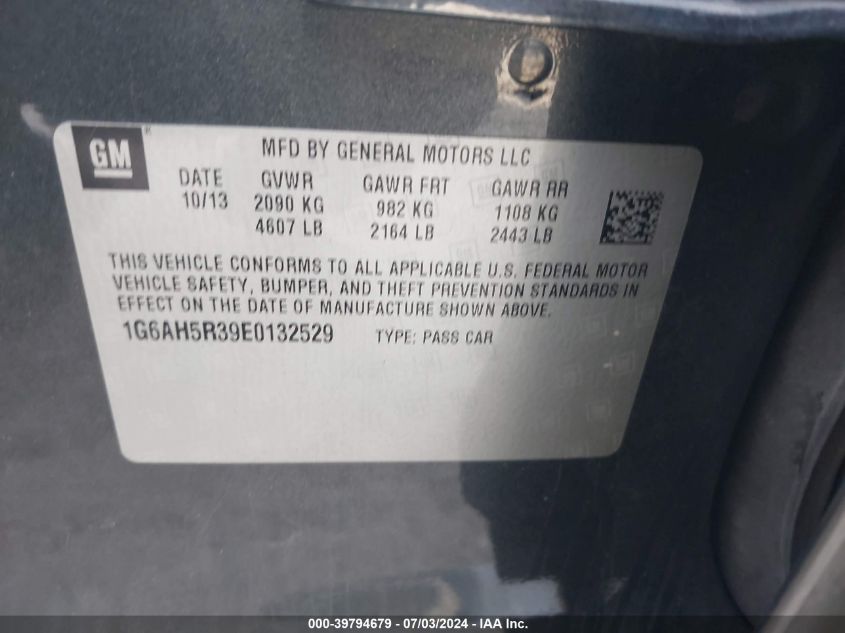 GM
MFD BY GENERAL MOTORS LLC
DATE GVWR GAWR FRT GAWR RR
10/13 2090 KG 982 KG 1108 KG
4607 LB 2164 LB 2443 LB
THIS VEHICLE CONFORMS TO ALL APPLICABLE U.S. FEDERAL MOTOR
VEHICLE SAFETY, BUMPER, AND THEFT PREVENTION STANDARDS IN
EFFECT ON THE DATE OF MANUFACTURE SHOWN ABOVE.
1G6AH5R39E0132529 TYPE: PASS CAR
000-39794679 - 07/03/2024 - IAA Inc.